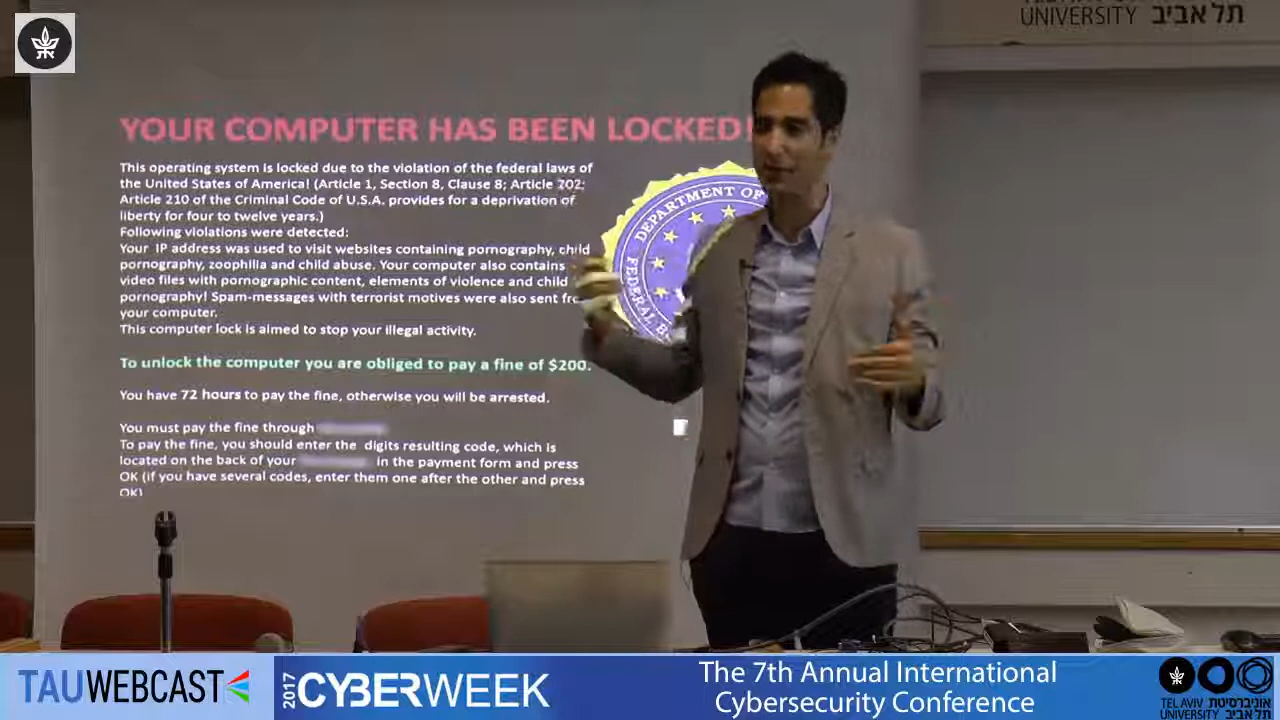 UNIVERSITY תל אביב
YOUR COMPUTER HAS BEEN LOCKED!
This operating system is locked due to the violation of the federal laws of
the United States of America! (Article 1, Section 8, Clause 8; Article 202;
Article 210 of the Criminal Code of U.S.A. provides for a deprivation of
liberty for four to twelve years.)
Following violations were detected:
Your IP address was used to visit websites containing pornography, child
pornography, zoophilia and child abuse. Your computer also contains
video files with pornographic content, elements of violence and child
pornography! Spam-messages with terrorist motives were also sent from
your computer.
This computer lock is aimed to stop your illegal activity.
To unlock the computer you are obliged to pay a fine of $200.
You have 72 hours to pay the fine, otherwise you will be arrested.
You must pay the fine through
To pay the fine, you should enter the digits resulting code, which is
located on the back of your in the payment form and press
OK (if you have several codes, enter them one after the other and press
OK)
DEPARTMENT OF
FEDERAL B
TAUWEBCAST
2017 CYBERWEEK
The 7th Annual International
Cybersecurity Conference
TEL AVIV אוניברסיטת
UNIVERSITY תל אביב